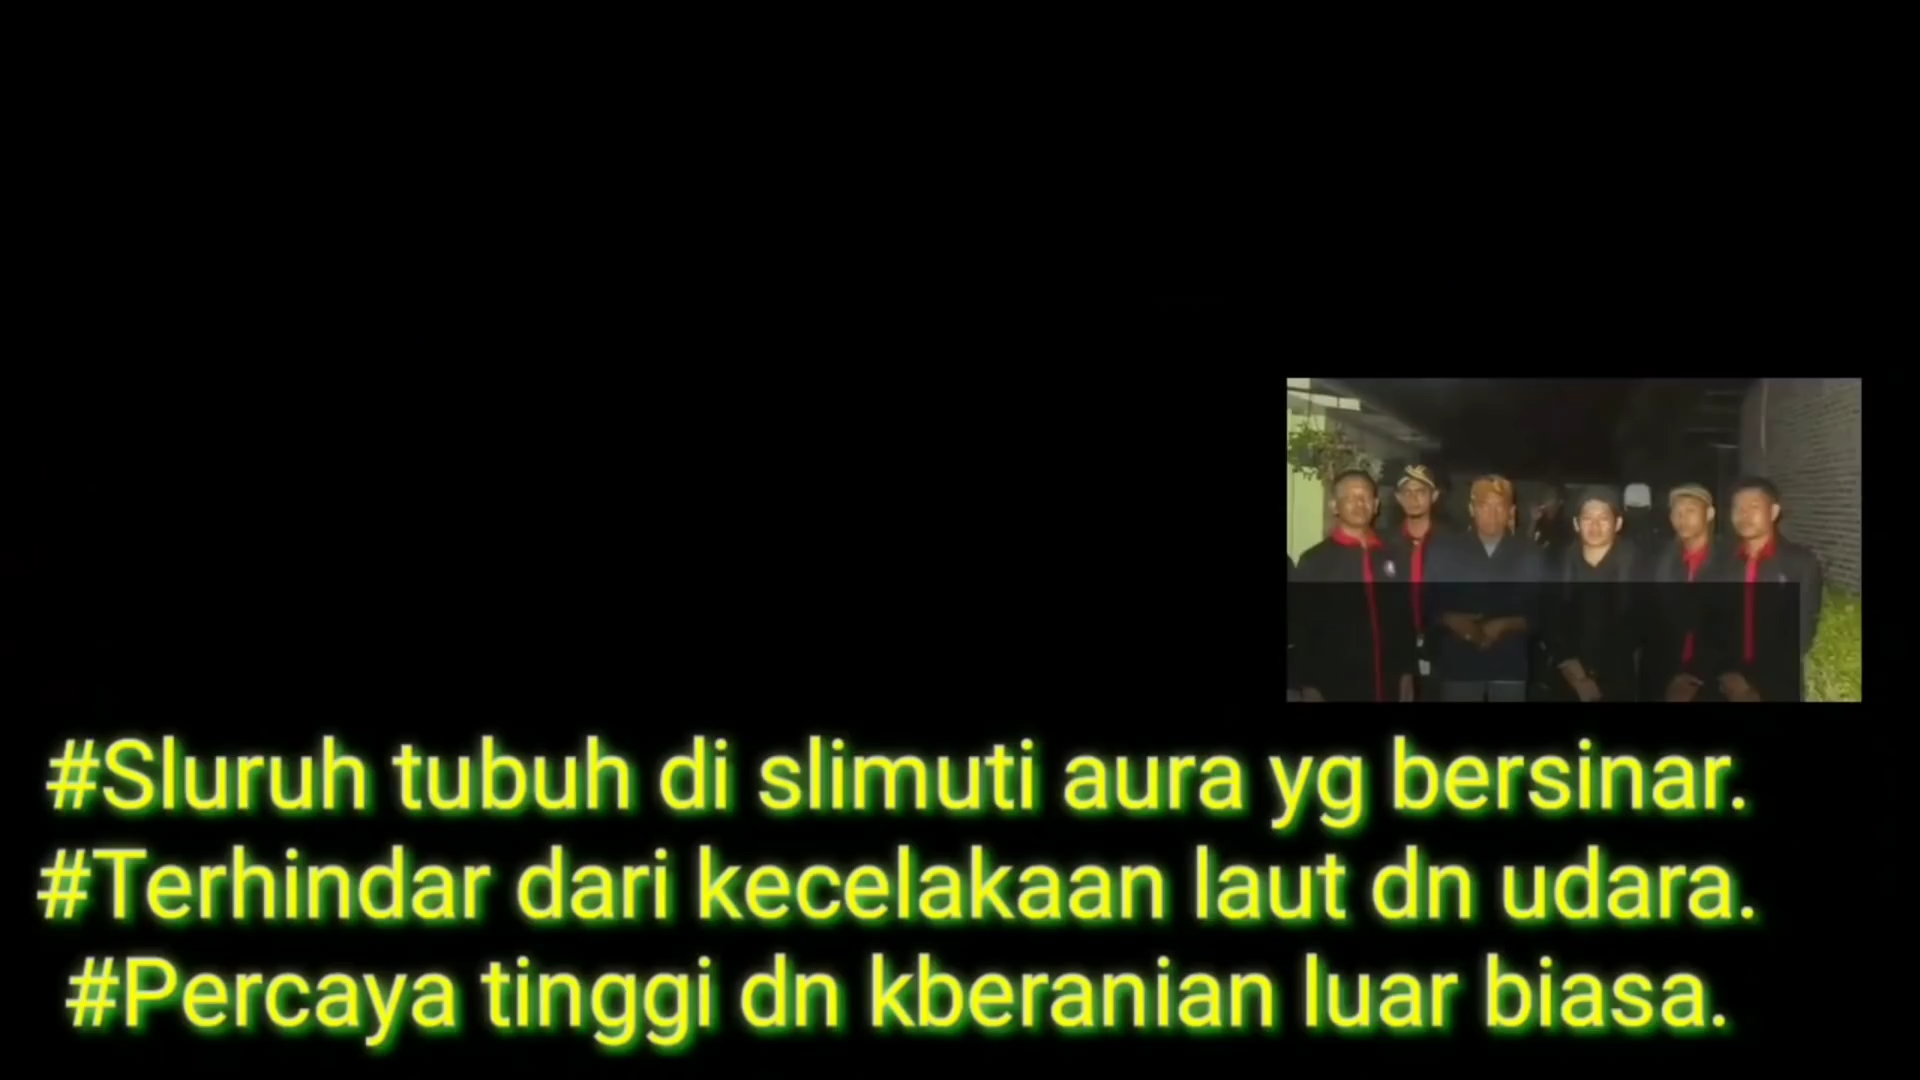 #Sluruh tubuh di slimuti aura yg bersinar.
#Terhindar dari kecelakaan laut dn udara.
#Percaya tinggi dn kberanian luar biasa.